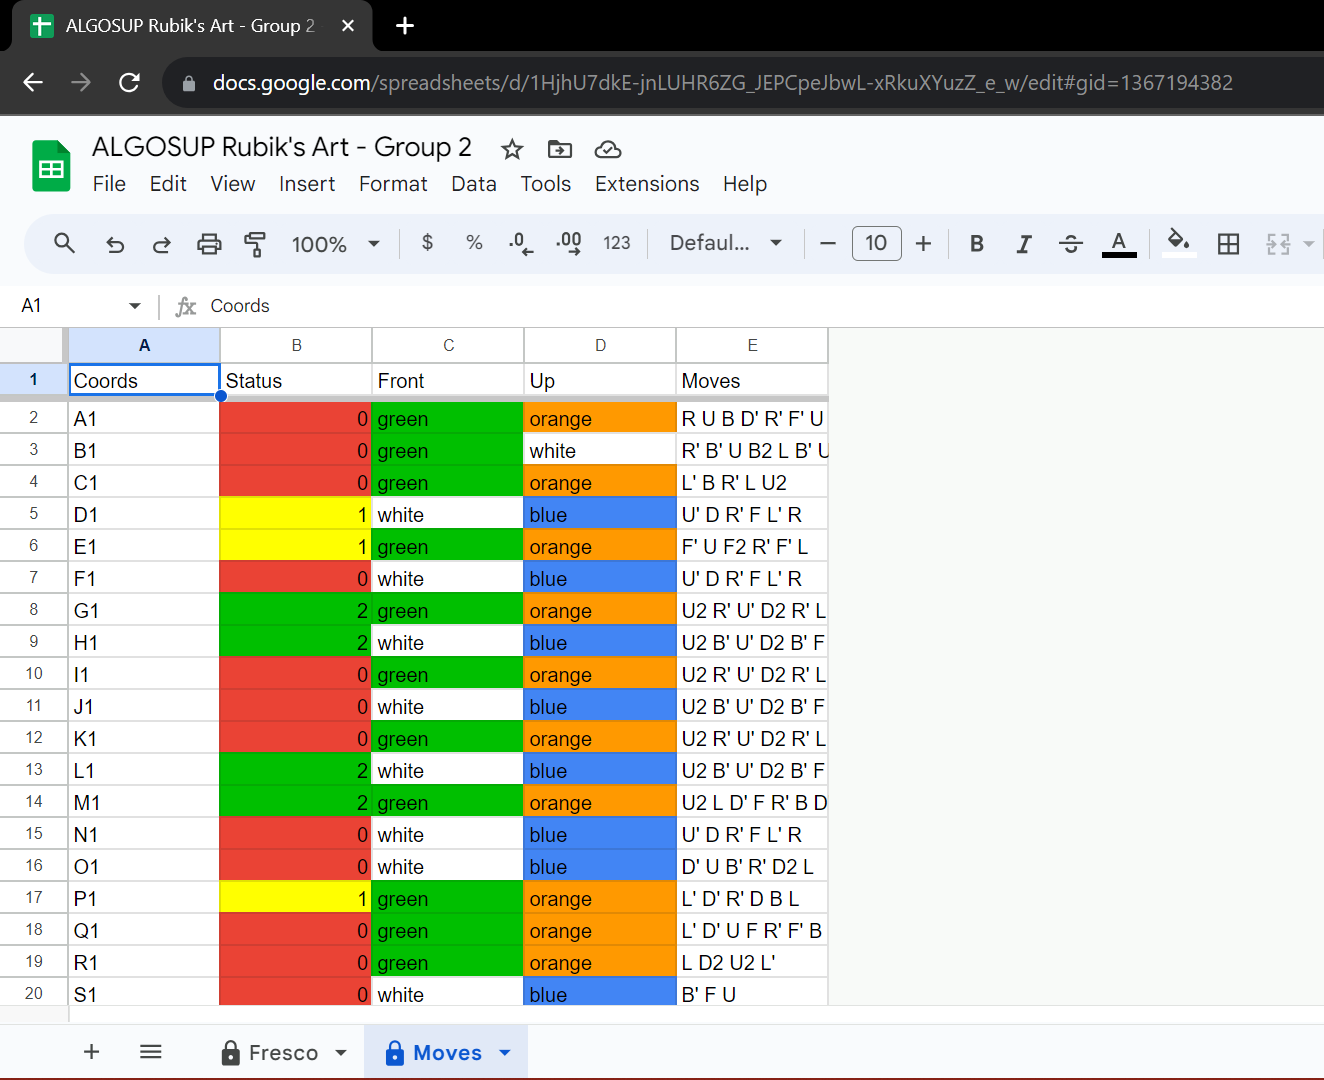 ALGOSUP Rubik's Art - Group 2
docs.google.com/spreadsheets/d/1HjhU7dkE-jnLUHR6ZG_JEPCpeJbwL-xRkuXYuzZ_e_w/edit#gid=1367194382
ALGOSUP Rubik's Art - Group 2
File Edit View Insert Format Data Tools Extensions Help
100% $ % .0 .00 123 Defaul... − 10 + B I S A
A1 fx Coords
A B C D E
1 Coords Status Front Up Moves
2 A1 0 green orange R U B D' R' F' U
3 B1 0 green white R' B' U B2 L B' U
4 C1 0 green orange L' B R' L U2
5 D1 1 white blue U' D R' F L' R
6 E1 1 green orange F' U F2 R' F' L
7 F1 0 white blue U' D R' F L' R
8 G1 2 green orange U2 R' U' D2 R' L
9 H1 2 white blue U2 B' U' D2 B' F
10 I1 0 green orange U2 R' U' D2 R' L
11 J1 0 white blue U2 B' U' D2 B' F
12 K1 0 green orange U2 R' U' D2 R' L
13 L1 2 white blue U2 B' U' D2 B' F
14 M1 2 green orange U2 L D' F R' B D
15 N1 0 white blue U' D R' F L' R
16 O1 0 white blue D' U B' R' D2 L
17 P1 1 green orange L' D' R' D B L
18 Q1 0 green orange L' D' U F R' F' B
19 R1 0 green orange L D2 U2 L'
20 S1 0 white blue B' F U
Fresco Moves